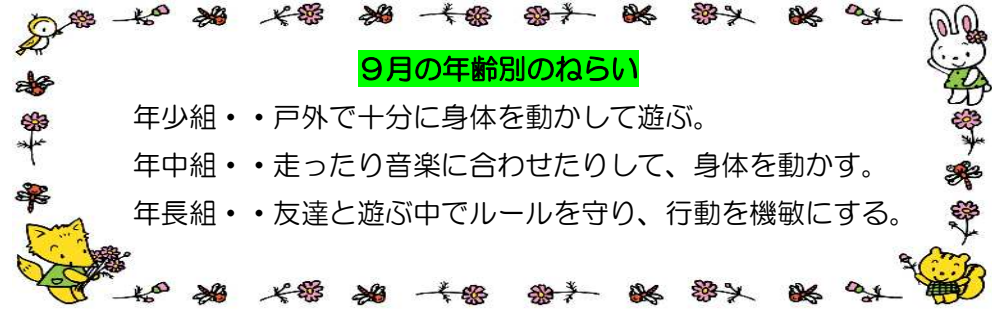 ９月の年齢別のねらい
年少組・・戸外で十分に身体を動かして遊ぶ。
年中組・・走ったり音楽に合わせたりして、身体を動かす。
年長組・・友達と遊ぶ中でルールを守り、行動を機敏にする。